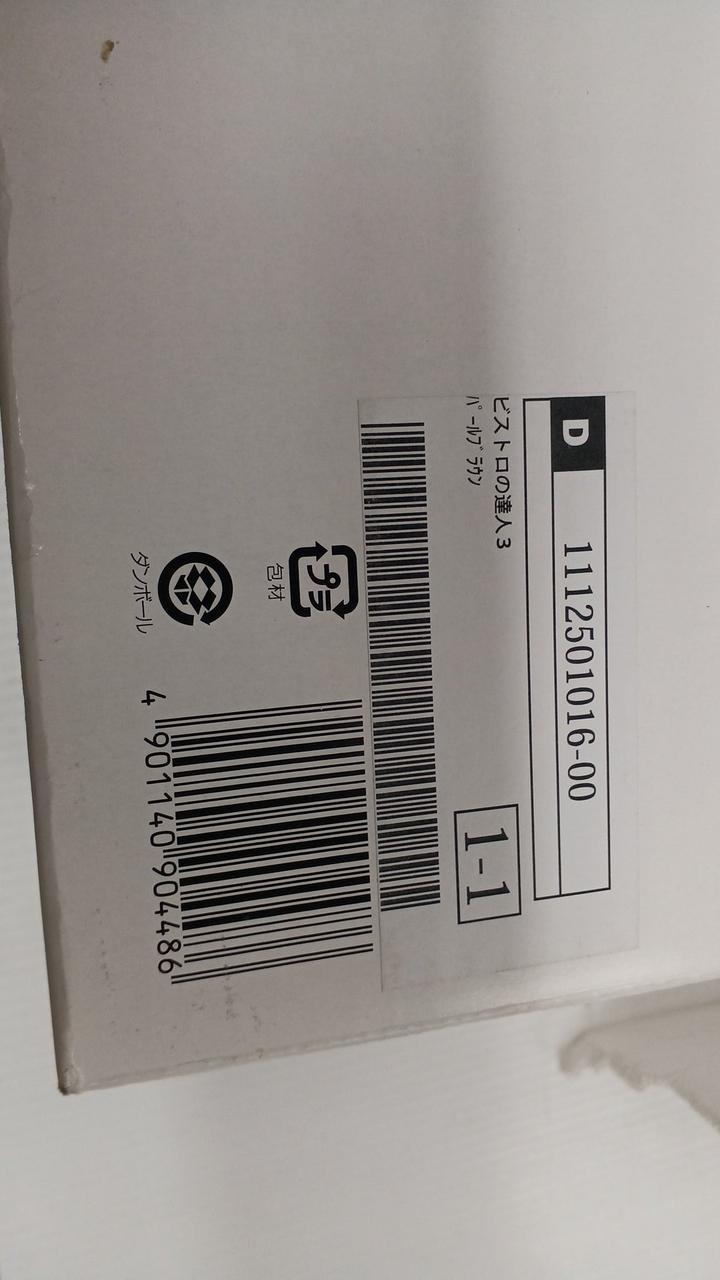 D 1112501016-00
ビストロの達人3
ﾊﾟｰﾙﾌﾞﾗｳﾝ
1-1
プラ
包材
ダンボール
4 901140 904486